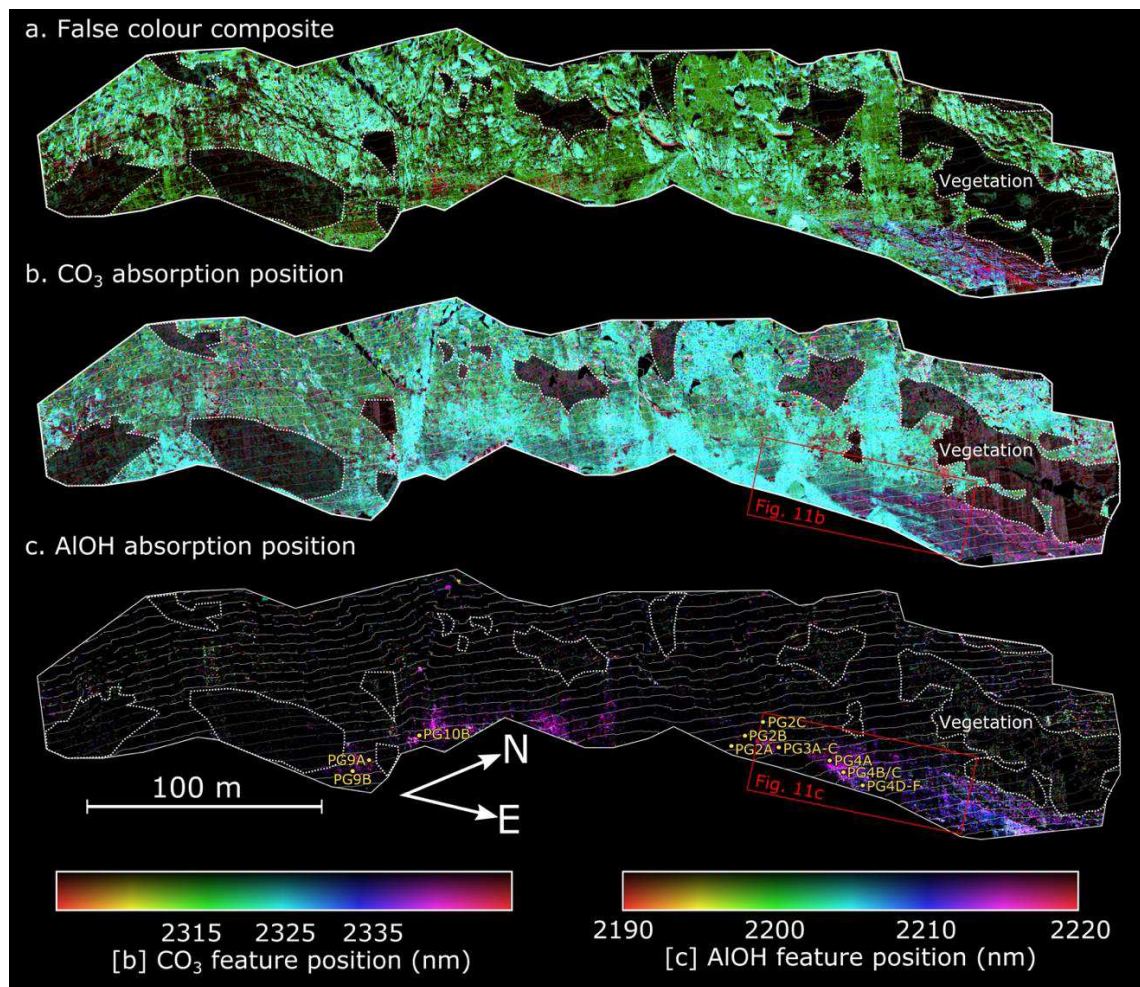 a. False colour composite
Vegetation
b. CO₃ absorption position
Vegetation
Fig. 11b
c. AlOH absorption position
Vegetation
PG2C
PG2B
PG10B
PG2A
PG3A-C
PG9A
PG4A
PG9B
PG4B/C
PG4D-F
Fig. 11c
N
100 m
E
2315 2325 2335
2190 2200 2210 2220
[b] CO₃ feature position (nm)
[c] AlOH feature position (nm)